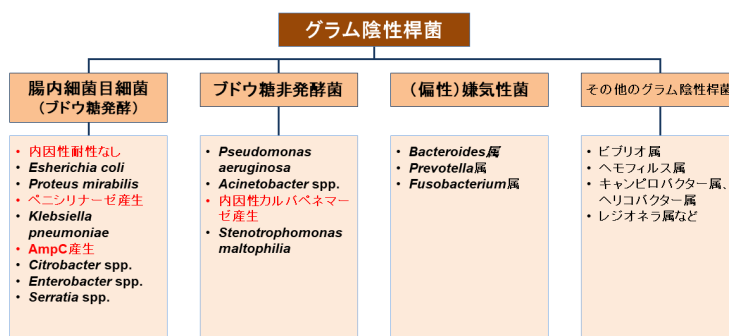 グラム陰性桿菌
腸内細菌目細菌
（ブドウ糖発酵）
• 内因性耐性なし
• Esherichia coli
• Proteus mirabilis
• ペニシリナーゼ産生
• Klebsiella
pneumoniae
• AmpC産生
• Citrobacter spp.
• Enterobacter spp.
• Serratia spp.
ブドウ糖非発酵菌
• Pseudomonas
aeruginosa
• Acinetobacter spp.
• 内因性カルバペネマー
ゼ産生
• Stenotrophomonas
maltophilia
（偏性）嫌気性菌
• Bacteroides属
• Prevotella属
• Fusobacterium属
その他のグラム陰性桿菌
• ビブリオ属
• ヘモフィルス属
• キャンピロバクター属、
ヘリコバクター属
• レジオネラ属など